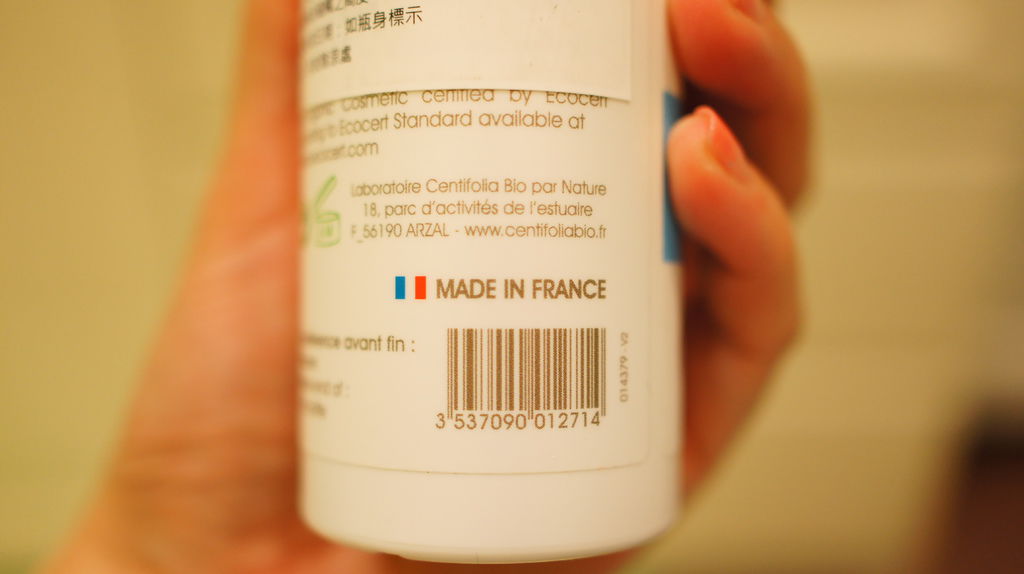 如瓶身標示
Cosmetic certified by Ecocert
to Ecocert Standard available at
Laboratoire Centifolia Bio par Nature
18, parc d'activités de l'estuaire
F_56190 ARZAL - www.centifoliabio.fr
MADE IN FRANCE
avant fin :
of :
3 537090 012714
014379 V2